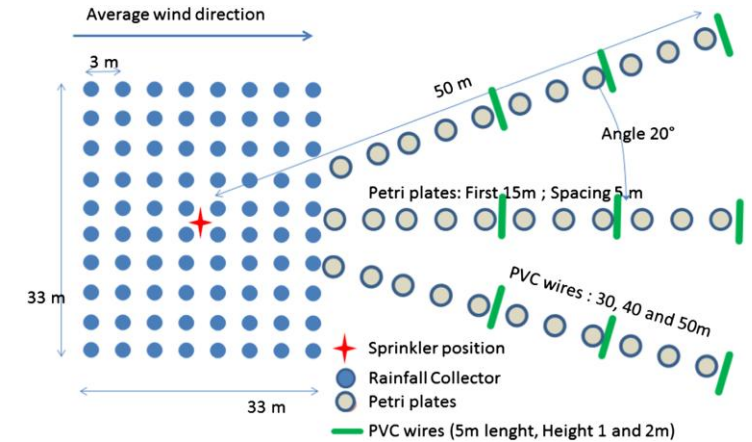 Average wind direction
3 m
50 m
Angle 20°
Petri plates: First 15m ; Spacing 5 m
33 m
PVC wires : 30, 40 and 50m
Sprinkler position
Rainfall Collector
33 m
Petri plates
PVC wires (5m lenght, Height 1 and 2m)